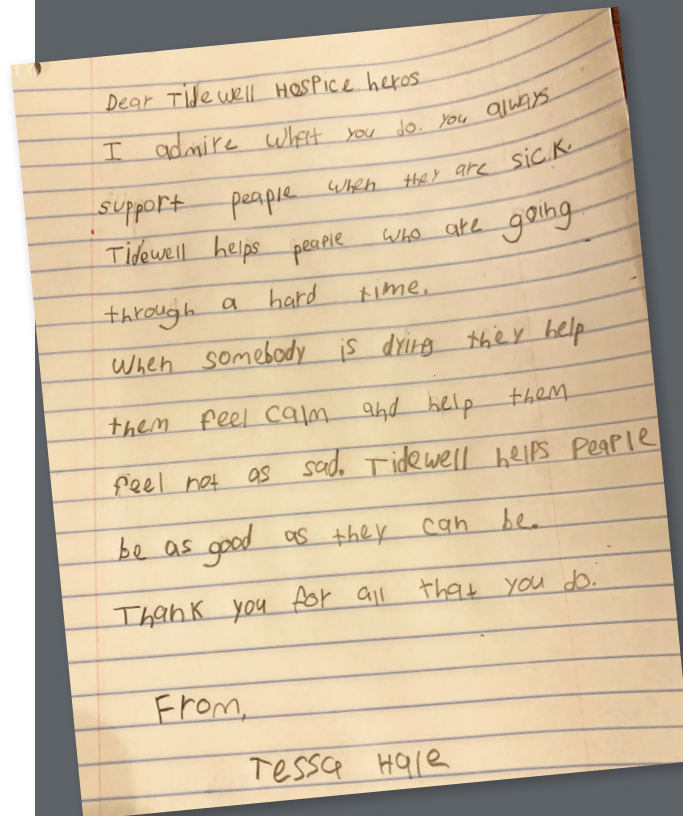 Dear Tidewell Hospice heros
I admire what you do. You always
support peaple when they are sick.
Tidewell helps peaple who are going
through a hard time.
When somebody is dying they help
them feel calm and help them
feel not as sad. Tidewell helps peaple
be as good as they can be.
Thank you for all that you do.
From,
Tessa Hale